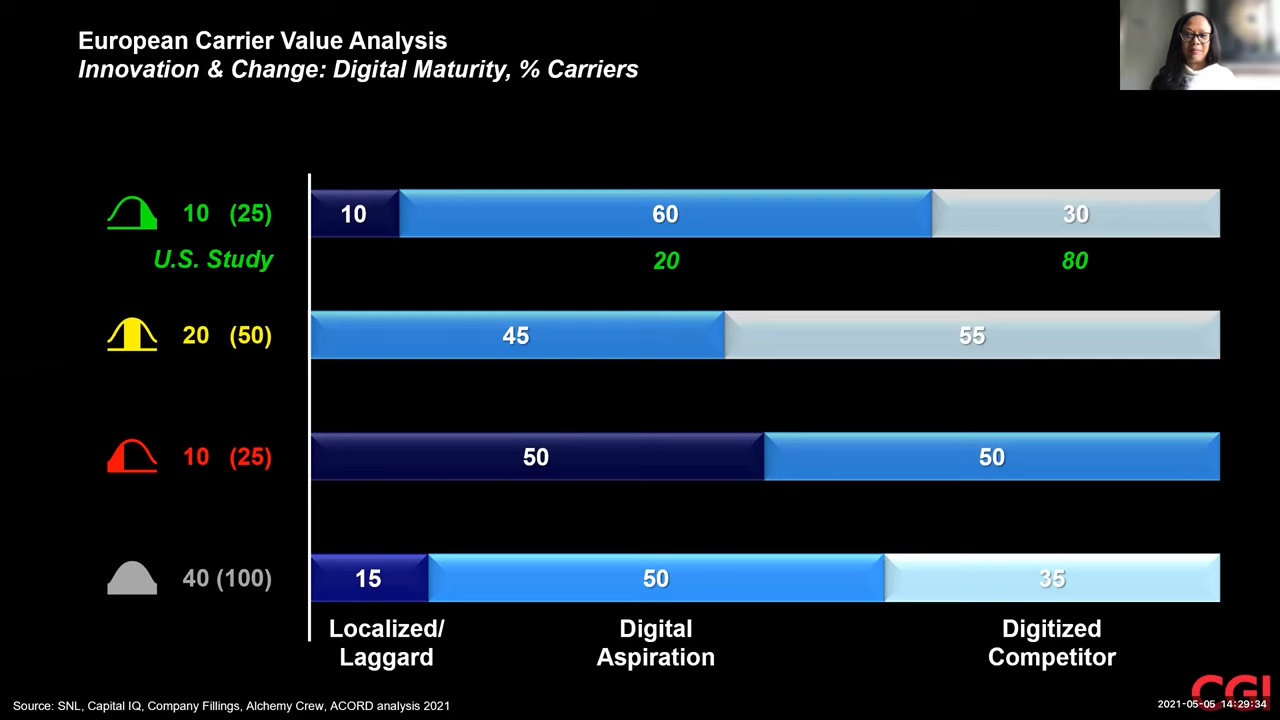 European Carrier Value Analysis
Innovation & Change: Digital Maturity, % Carriers
10 (25) 10 60 30
U.S. Study 20 80
20 (50) 45 55
10 (25) 50 50
40 (100) 15 50 35
Localized/ Digital Digitized
Laggard Aspiration Competitor
CGI
Source: SNL, Capital IQ, Company Fillings, Alchemy Crew, ACORD analysis 2021
2021-05-05 14:29:34